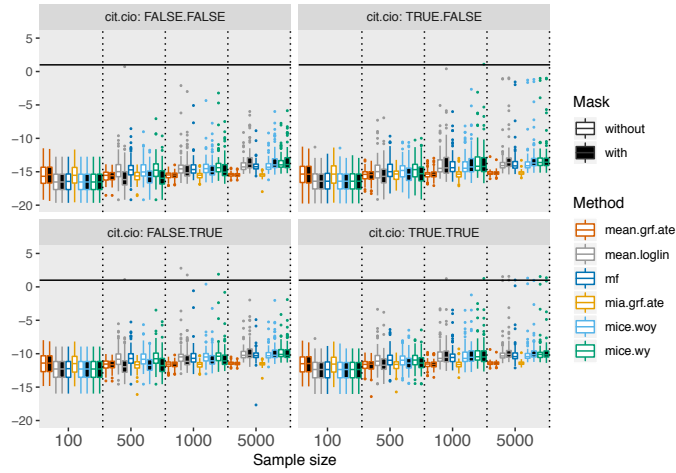 cit.cio: FALSE.FALSE
cit.cio: TRUE.FALSE
5
0
−5
−10
−15
−20
cit.cio: FALSE.TRUE
cit.cio: TRUE.TRUE
5
0
−5
−10
−15
−20
100 500 1000 5000
100 500 1000 5000
Sample size
Mask
without
with
Method
mean.grf.ate
mean.loglin
mf
mia.grf.ate
mice.woy
mice.wy